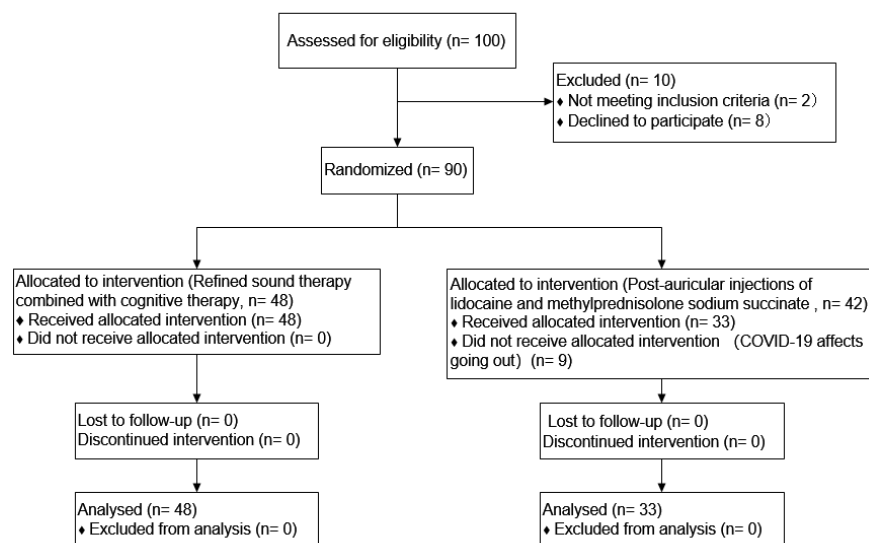 Assessed for eligibility (n= 100)
Excluded (n= 10)
♦ Not meeting inclusion criteria (n= 2）
♦ Declined to participate (n= 8）
Randomized (n= 90)
Allocated to intervention (Refined sound therapy
combined with cognitive therapy, n= 48)
♦ Received allocated intervention (n= 48)
♦ Did not receive allocated intervention (n= 0)
Allocated to intervention (Post-auricular injections of
lidocaine and methylprednisolone sodium succinate , n= 42)
♦ Received allocated intervention (n= 33)
♦ Did not receive allocated intervention （COVID-19 affects
going out）(n= 9)
Lost to follow-up (n= 0)
Discontinued intervention (n= 0)
Lost to follow-up (n= 0)
Discontinued intervention (n= 0)
Analysed (n= 48)
♦ Excluded from analysis (n= 0)
Analysed (n= 33)
♦ Excluded from analysis (n= 0)